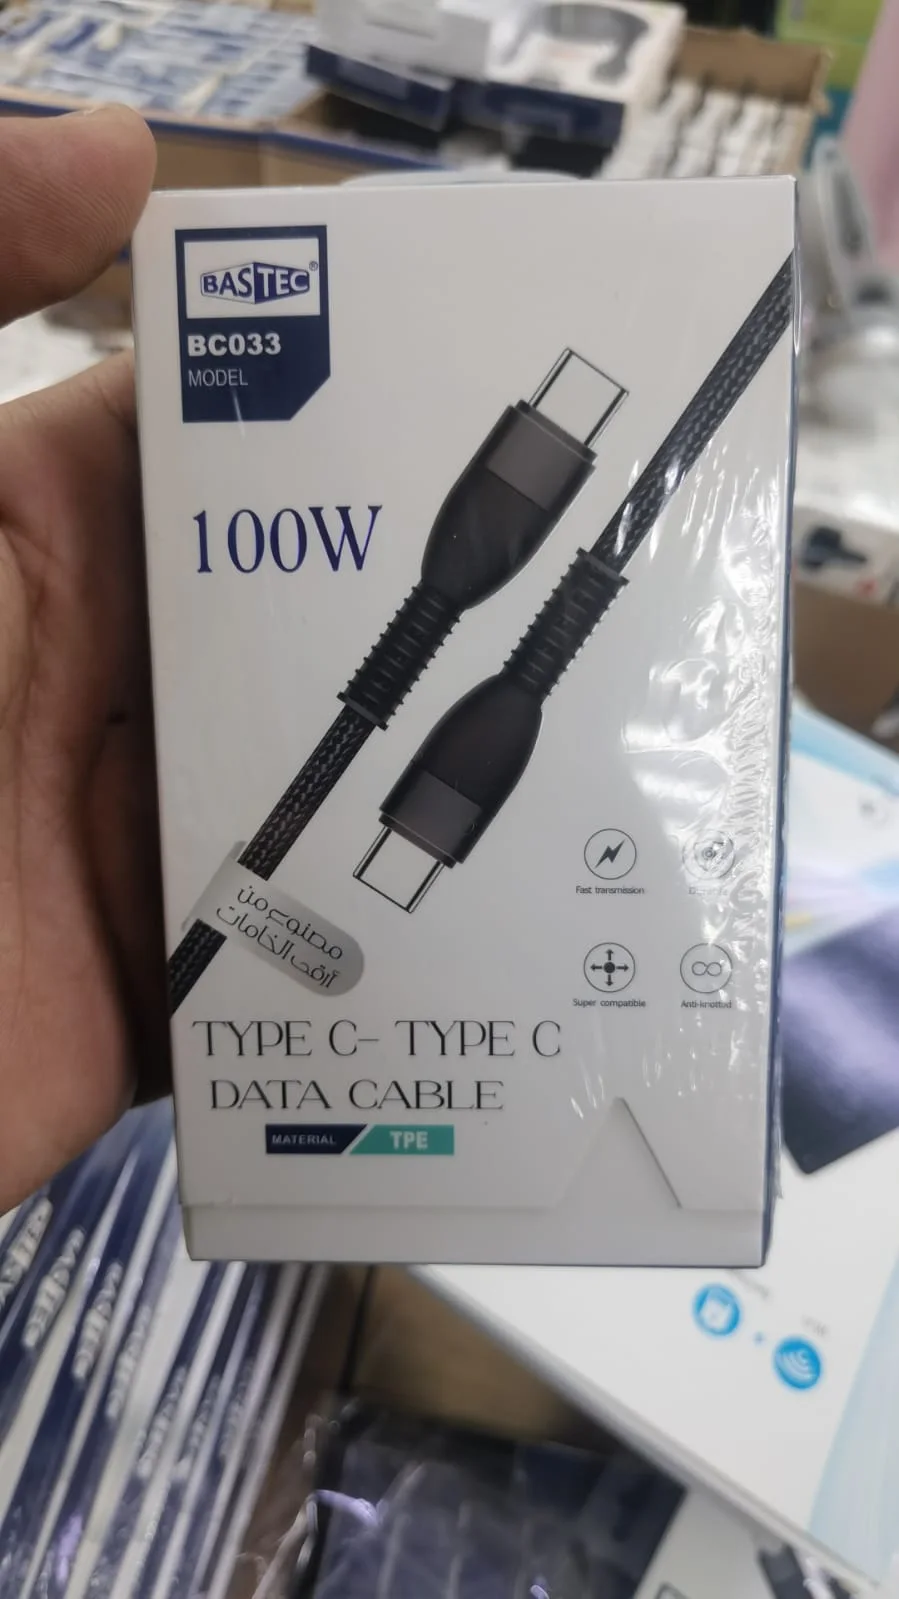 BASTEC®
BC033
MODEL
100W
Fast transmission
Super compatible
Anti-knotted
مصنوع من
أرقى الخامات
TYPE C- TYPE C
DATA CABLE
MATERIAL
TPE